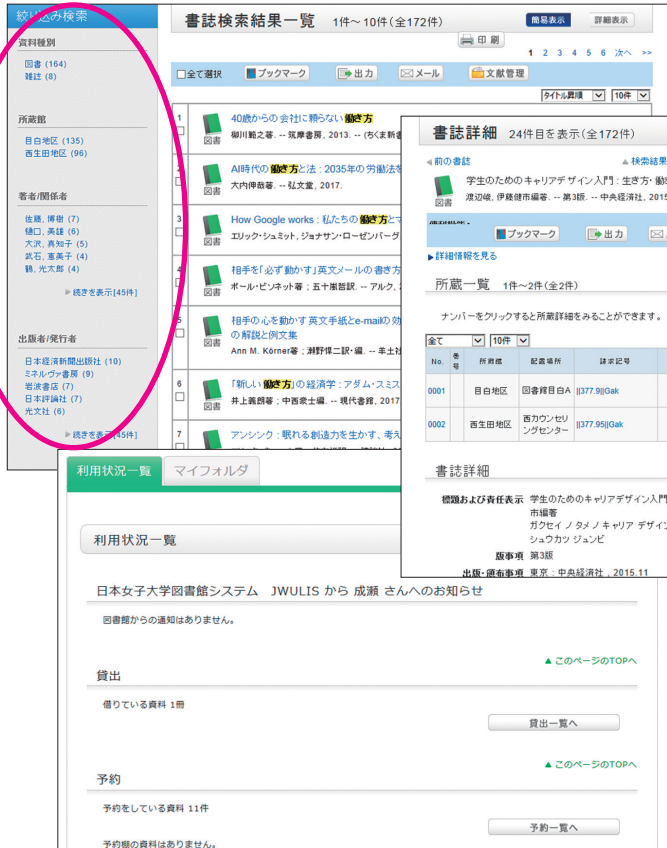 絞り込み検索
資料種別
図書 (164)
雑誌 (8)
所蔵館
目白地区 (135)
西生田地区 (96)
著者/関係者
佐藤, 博樹 (7)
樋口, 美雄 (6)
大沢, 真知子 (5)
武石, 恵美子 (4)
鶴, 光太郎 (4)
続きを表示[45件]
出版者/発行者
日本経済新聞出版社 (10)
ミネルヴァ書房 (9)
岩波書店 (7)
日本評論社 (7)
光文社 (6)
続きを表示[45件]
書誌検索結果一覧 1件～10件(全172件)
簡易表示 詳細表示
印刷
1 2 3 4 5 6 次へ >>
全て選択 ブックマーク 出力 メール 文献管理
タイトル昇順 10件
1 図書
40歳からの会社に頼らない働き方
柳川範之著. -- 筑摩書房, 2013. -- (ちくま新書
2 図書
AI時代の働き方と法 : 2035年の労働法を
大内伸哉著. -- 弘文堂, 2017.
3 図書
How Google works : 私たちの働き方とマ
エリック・シュミット, ジョナサン・ローゼンバーグ
4 図書
相手を「必ず動かす」英文メールの書き方
ポール・ビソネット著 ; 五十嵐哲訳. -- アルク, 2
5 図書
相手の心を動かす英文手紙とe-mailの効
の解説と例文集
Ann M. Körner著 ; 瀬野悍二訳・編. -- 羊土社
6 図書
「新しい働き方」の経済学 : アダム・スミス
井上義朗著 ; 中西泉士編. -- 現代書館, 2017
7
アンシンク : 眠れる創造力を生かす、考え
書誌詳細 24件目を表示(全172件)
前の書誌 検索結果
図書
学生のためのキャリアデザイン入門 : 生き方・働
渡辺峻, 伊藤健市編著. -- 第3版. -- 中央経済社, 2015
ブックマーク 出力
詳細情報を見る
所蔵一覧 1件～2件(全2件)
ナンバーをクリックすると所蔵詳細をみることができます。
全て 10件
No. 巻号 所蔵館 配置場所 請求記号
0001 目白地区 図書館目白A ||377.9||Gak
0002 西生田地区 西カウンセリングセンター ||377.95||Gak
書誌詳細
標題および責任表示 学生のためのキャリアデザイン入門
市編著
ガクセイ ノ タメ ノ キャリア デザイン
シュウカツ ジュンビ
版事項 第3版
出版・頒布事項 東京 : 中央経済社 , 2015.11
利用状況一覧 マイフォルダ
利用状況一覧
日本女子大学図書館システム JWULIS から 成瀬 さんへのお知らせ
図書館からの通知はありません。
このページのTOPへ
貸出
借りている資料 1冊
貸出一覧へ
このページのTOPへ
予約
予約をしている資料 11件
予約一覧へ
予約棚の資料はありません。